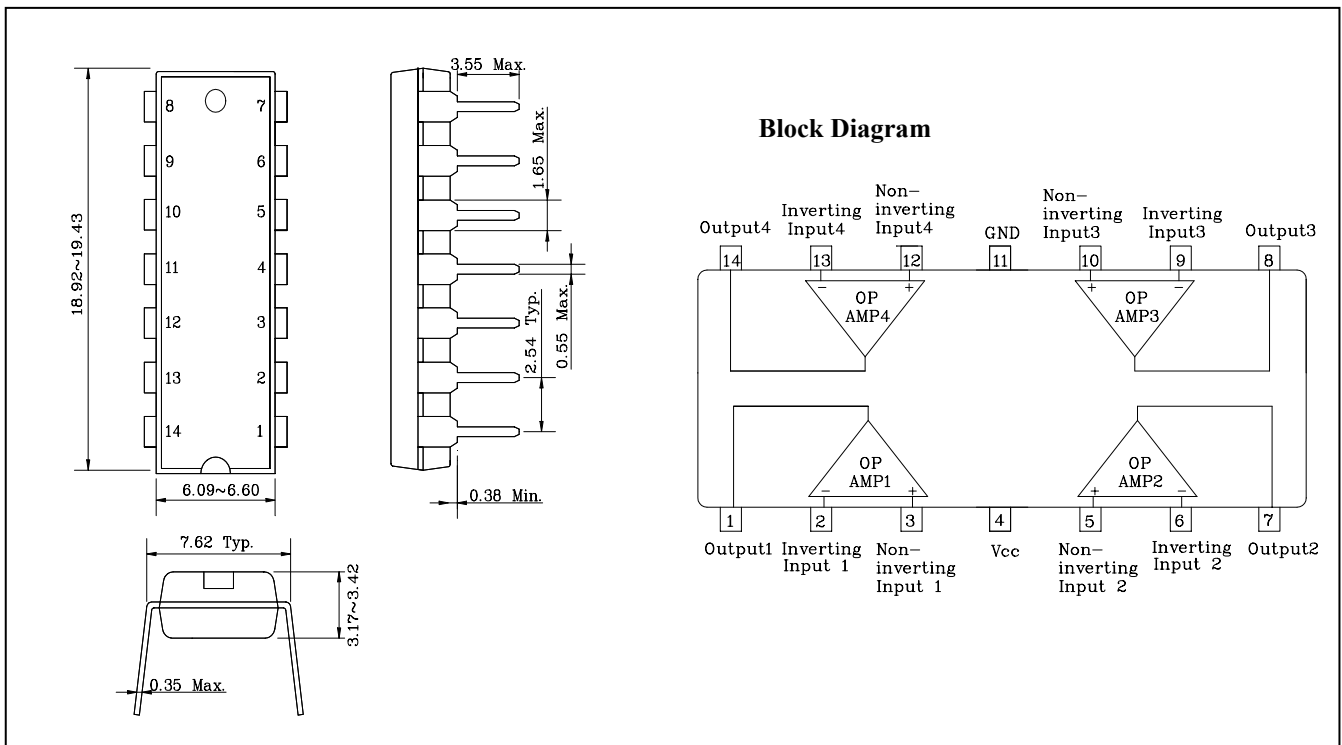 3.55 Max.
8 7
9 6
10 5
11 4
12 3
13 2
14 1
18.92~19.43
6.09~6.60
1.65 Max.
0.55 Max.
2.54 Typ.
0.38 Min.
7.62 Typ.
3.17~3.42
0.35 Max.
Block Diagram
Output4
Inverting
Input4
Non-
inverting
Input4
GND
Non-
inverting
Input3
Inverting
Input3
Output3
14 13 12 11 10 9 8
- +
OP
AMP4
+ -
OP
AMP3
OP
AMP1
- +
OP
AMP2
+ -
1 2 3 4 5 6 7
Output1
Inverting
Input 1
Non-
inverting
Input 1
Vcc
Non-
inverting
Input 2
Inverting
Input 2
Output2